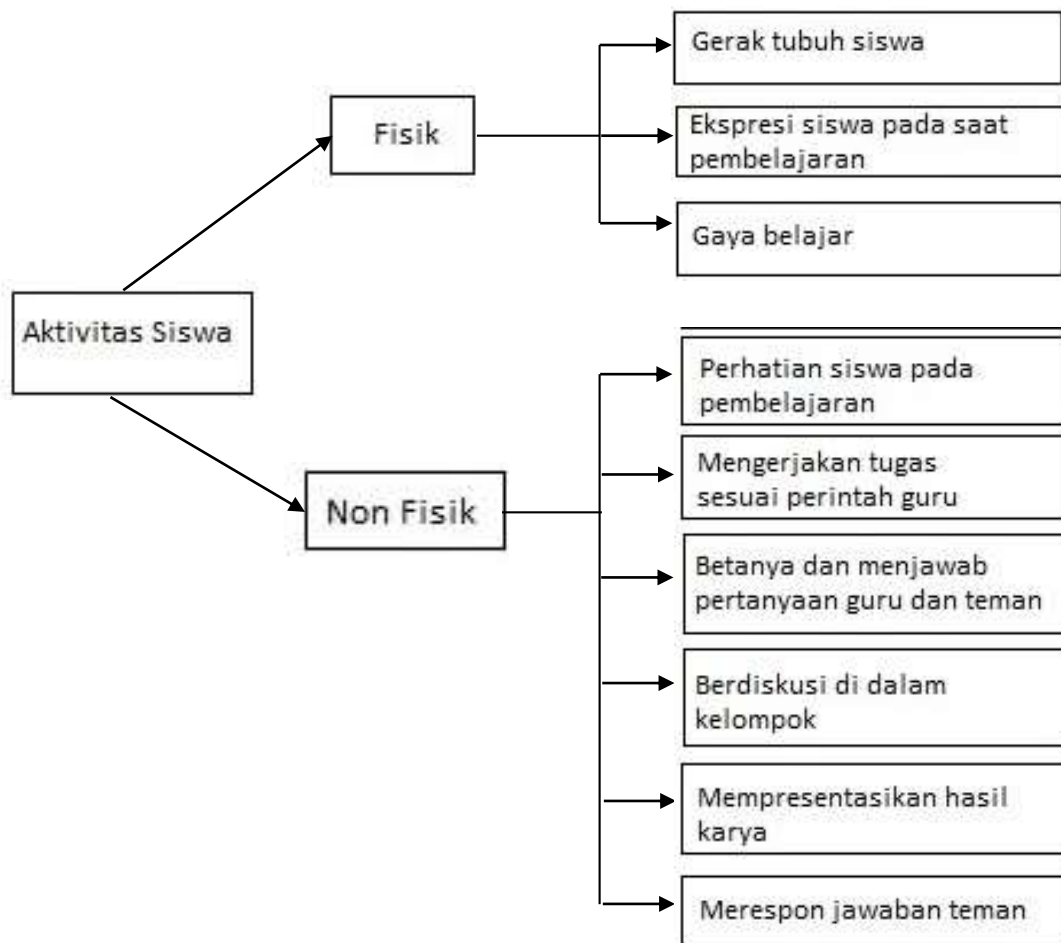 Gerak tubuh siswa
Fisik
Ekspresi siswa pada saat
pembelajaran
Gaya belajar
Aktivitas Siswa
Perhatian siswa pada
pembelajaran
Mengerjakan tugas
sesuai perintah guru
Non Fisik
Betanya dan menjawab
pertanyaan guru dan teman
Berdiskusi di dalam
kelompok
Mempresentasikan hasil
karya
Merespon jawaban teman